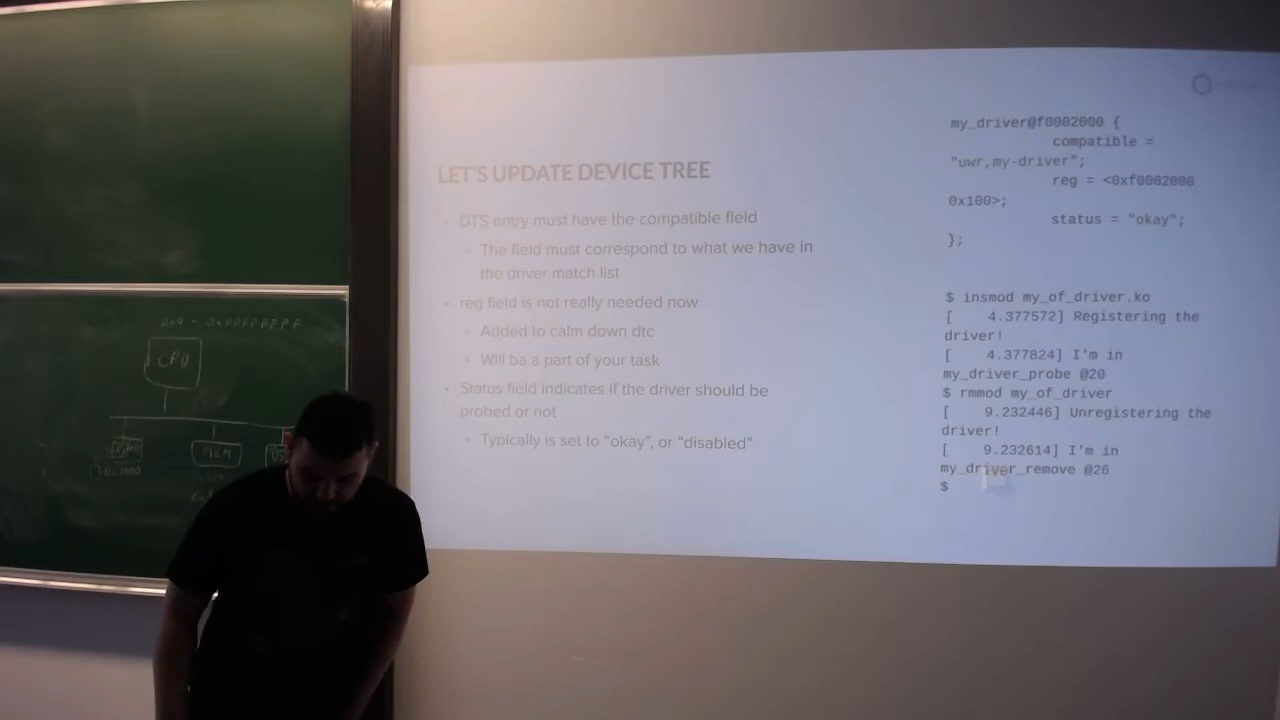 LET'S UPDATE DEVICE TREE
DTS entry must have the compatible field
The field must correspond to what we have in
the driver match list
reg field is not really needed now
Added to calm down dtc
Will ba a part of your task
Status field indicates if the driver should be
probed or not
Typically is set to “okay”, or “disabled”
my_driver@f0002000 {
compatible =
"uwr,my-driver";
reg = <0xf0002000
0x100>;
status = "okay";
};
$ insmod my_of_driver.ko
[ 4.377572] Registering the
driver!
[ 4.377824] I'm in
my_driver_probe @20
$ rmmod my_of_driver
[ 9.232446] Unregistering the
driver!
[ 9.232614] I'm in
my_driver_remove @26
$
CPU
MEM